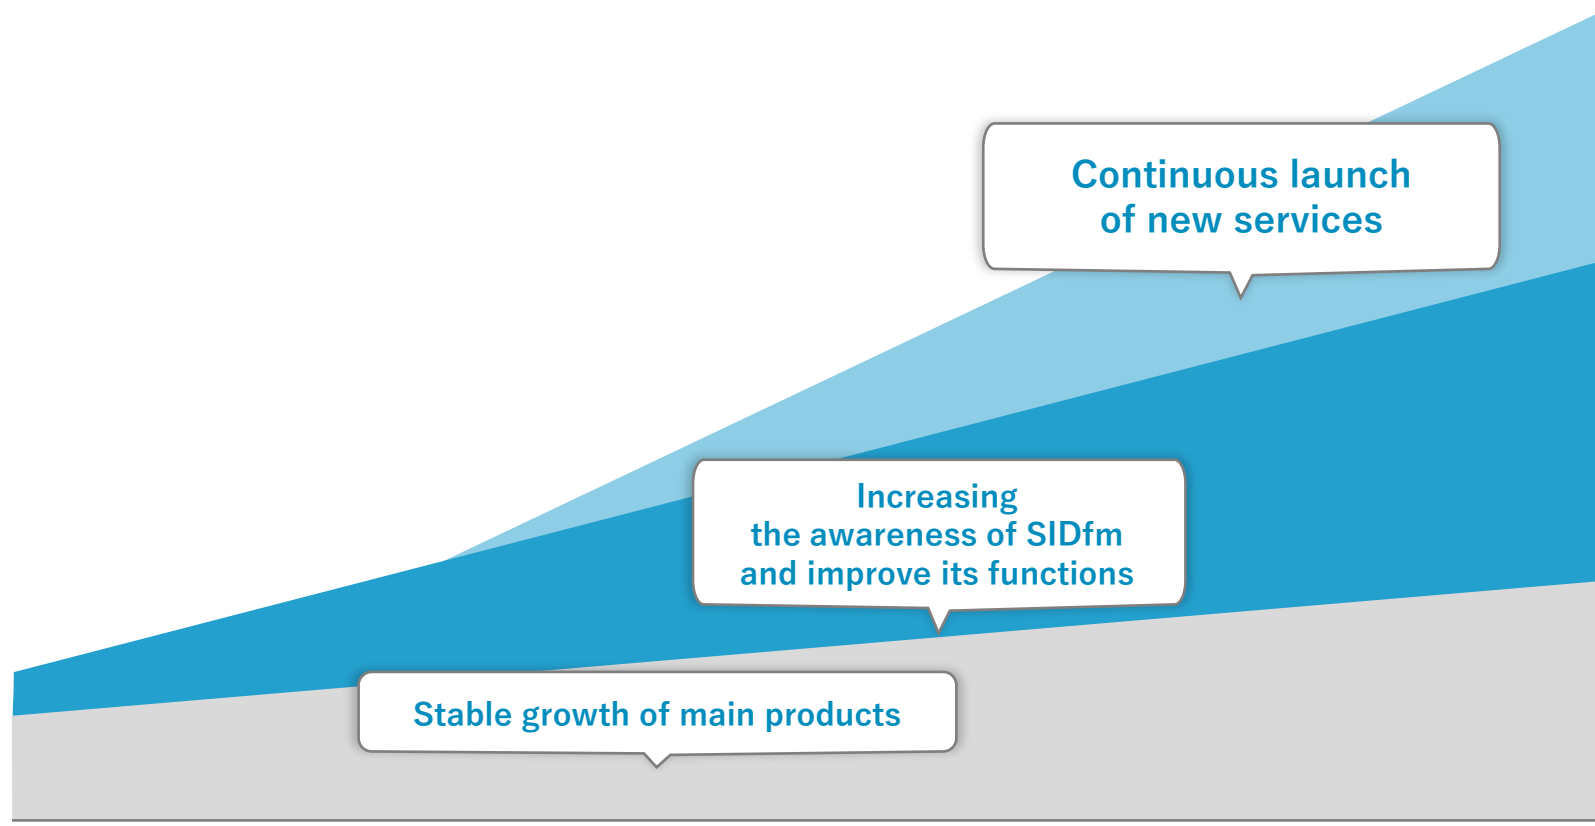 Continuous launch
of new services
Increasing
the awareness of SIDfm
and improve its functions
Stable growth of main products